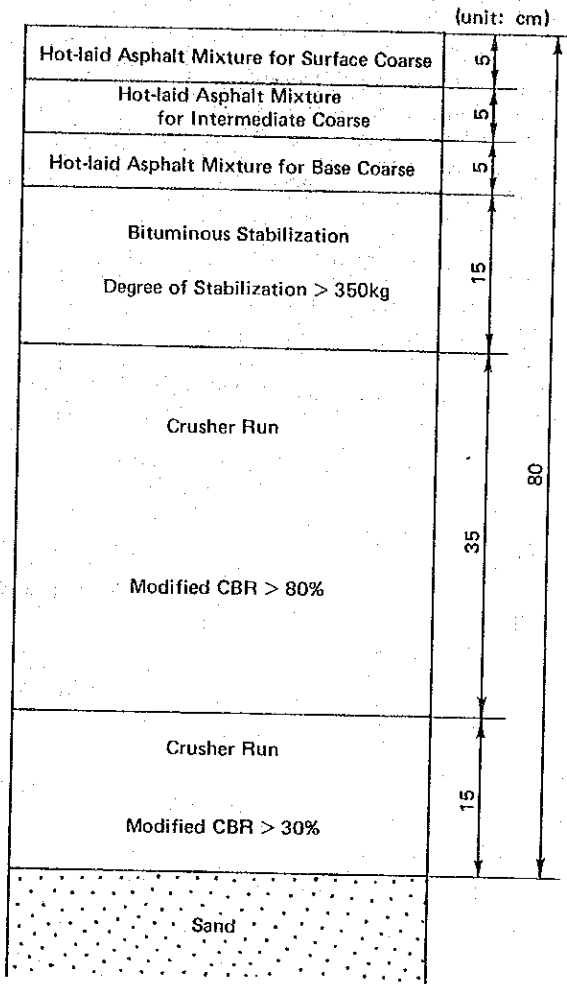 (unit: cm)
Hot-laid Asphalt Mixture for Surface Coarse
5
Hot-laid Asphalt Mixture
for Intermediate Coarse
5
Hot-laid Asphalt Mixture for Base Coarse
5
Bituminous Stabilization
Degree of Stabilization > 350kg
15
Crusher Run
Modified CBR > 80%
35
80
Crusher Run
Modified CBR > 30%
15
Sand